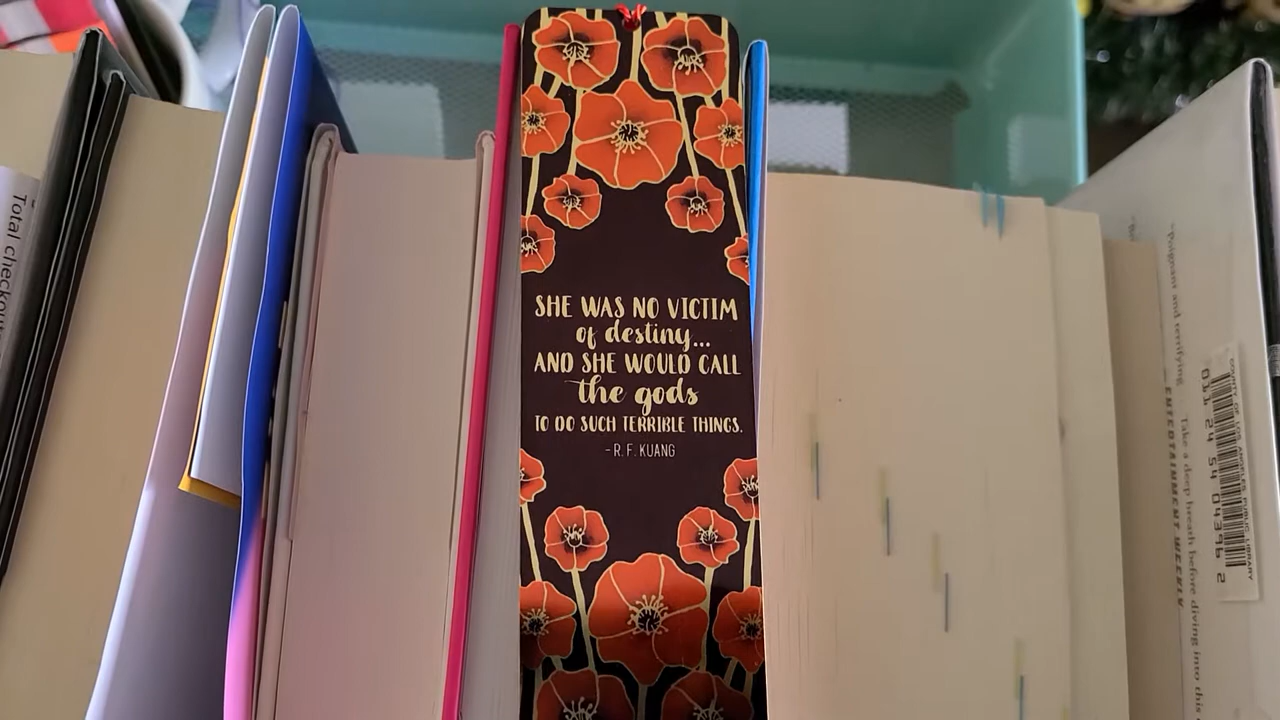 SHE WAS NO VICTIM
of destiny...
AND SHE WOULD CALL
the gods
TO DO SUCH TERRIBLE THINGS.
- R. F. KUANG
Total checkou
"Poignant and terrifying
— ENTERTAINMENT WEEKLY
Take a deep breath before diving into this
COUNTY OF LOS ANGELES PUBLIC LIBRARY